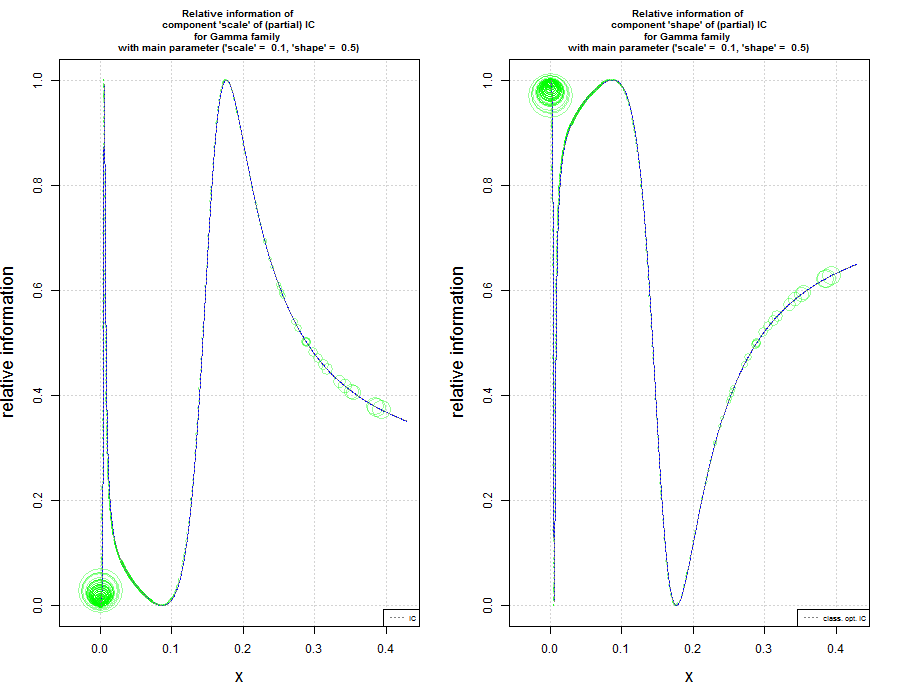 Relative information of
component 'scale' of (partial) IC
for Gamma family
with main parameter ('scale' = 0.1, 'shape' = 0.5)
relative information
1.0
0.8
0.6
0.4
0.2
0.0
0.0 0.1 0.2 0.3 0.4
x
IC
Relative information of
component 'shape' of (partial) IC
for Gamma family
with main parameter ('scale' = 0.1, 'shape' = 0.5)
relative information
1.0
0.8
0.6
0.4
0.2
0.0
0.0 0.1 0.2 0.3 0.4
x
class. opt. IC